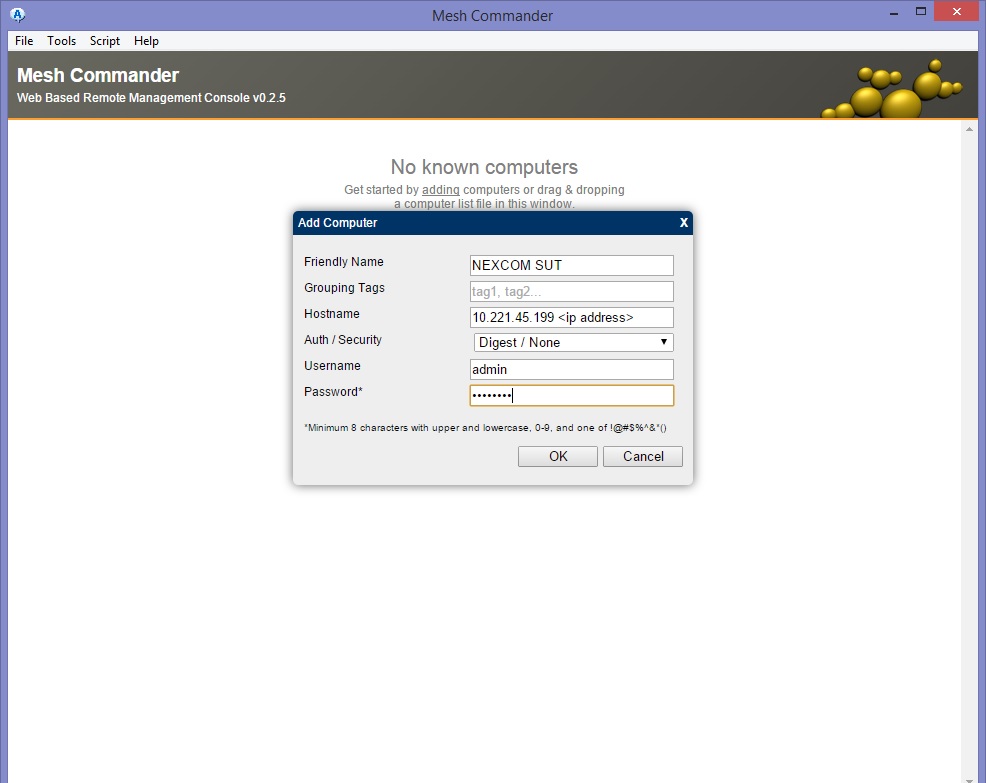 Mesh Commander
File Tools Script Help
Mesh Commander
Web Based Remote Management Console v0.2.5
No known computers
Get started by adding computers or drag & dropping
a computer list file in this window.
Add Computer X
Friendly Name NEXCOM SUT
Grouping Tags tag1, tag2...
Hostname 10.221.45.199 <ip address>
Auth / Security Digest / None
Username admin
Password* ••••••••
*Minimum 8 characters with upper and lowercase, 0-9, and one of !@#$%^&*()
OK Cancel